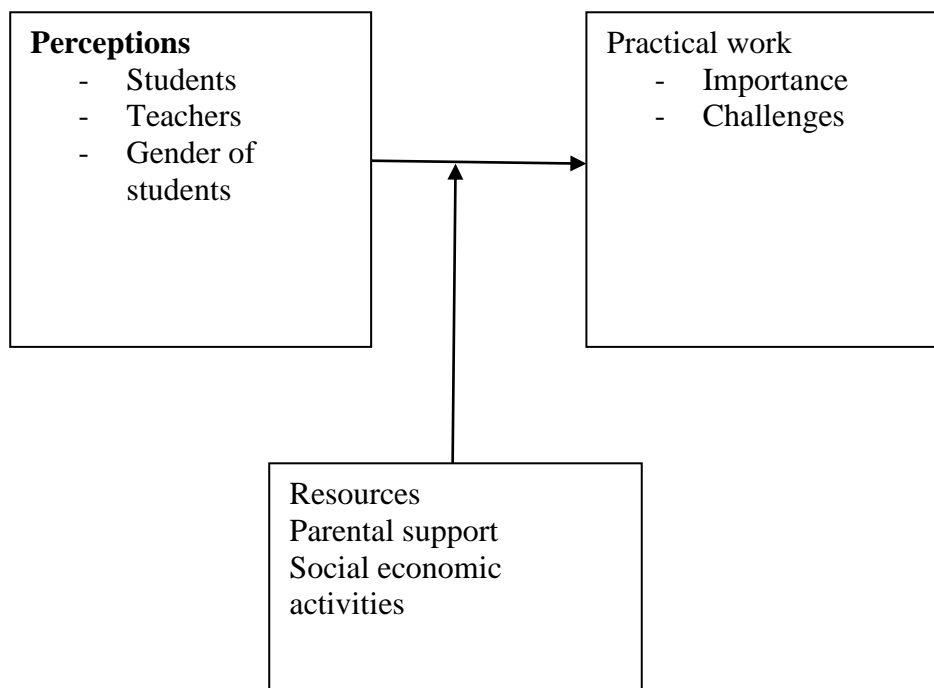 Perceptions
- Students
- Teachers
- Gender of
students
Practical work
- Importance
- Challenges
Resources
Parental support
Social economic
activities